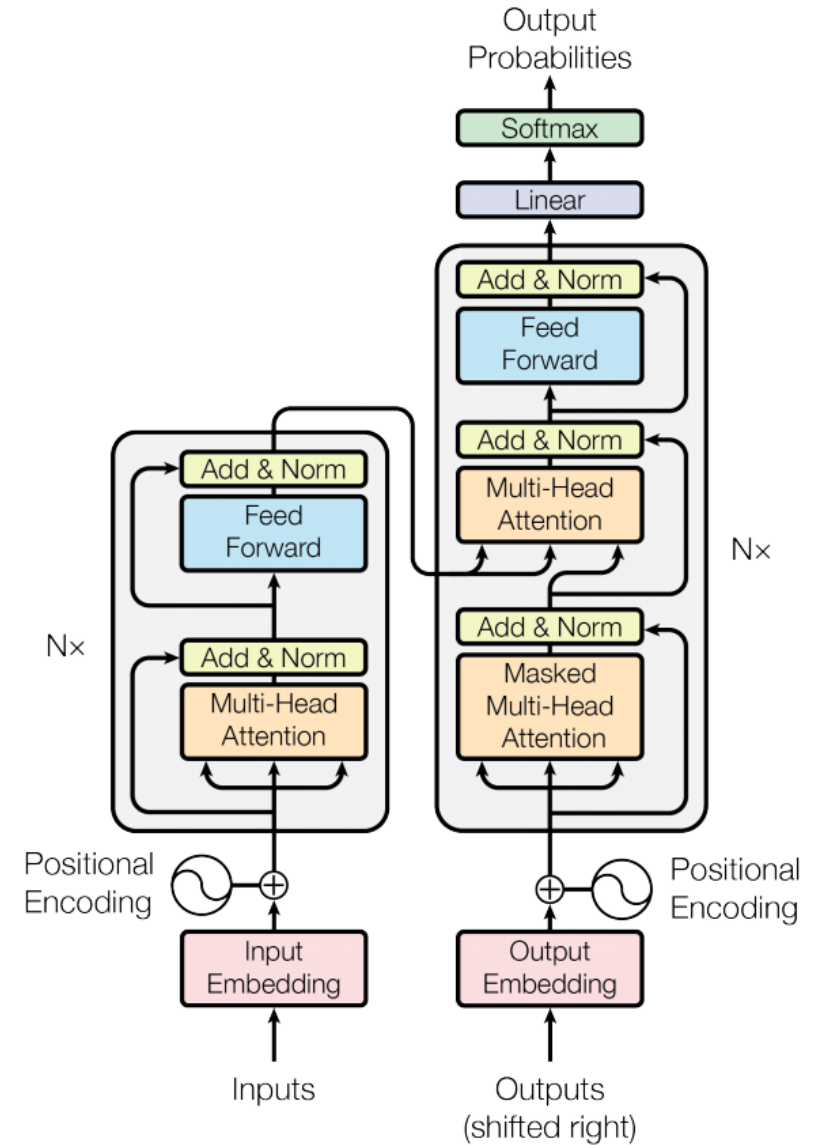 Output
Probabilities
Softmax
Linear
Add & Norm
Feed
Forward
Add & Norm
Multi-Head
Attention
N×
Add & Norm
Masked
Multi-Head
Attention
Add & Norm
Feed
Forward
N×
Add & Norm
Multi-Head
Attention
Positional
Encoding
Positional
Encoding
Input
Embedding
Output
Embedding
Inputs
Outputs
(shifted right)